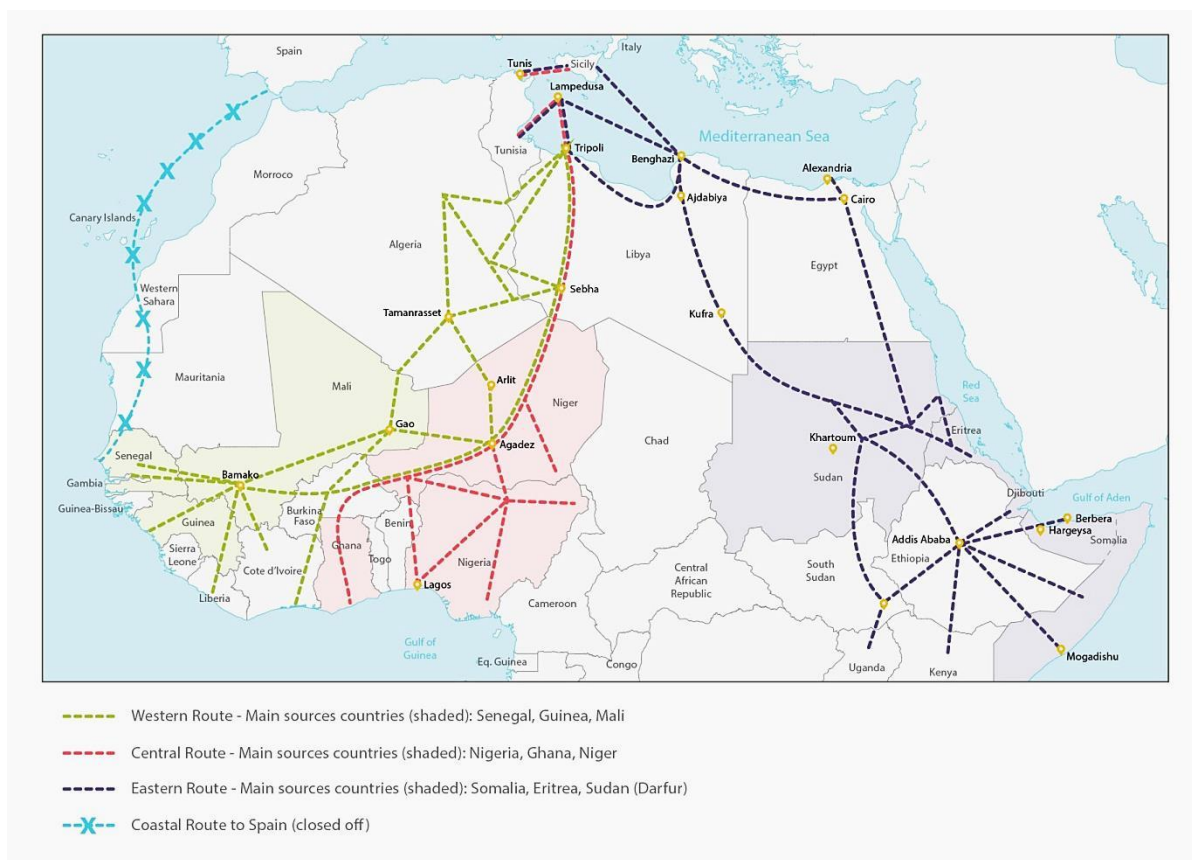 Spain
Italy
Tunis
Sicily
Lampedusa
Mediterranean Sea
Tunisia
Tripoli
Benghazi
Alexandria
Morroco
Ajdabiya
Cairo
Canary Islands
Algeria
Libya
Egypt
Western
Sahara
Sebha
Tamanrasset
Kufra
Mauritania
Mali
Arlit
Niger
Red
Sea
Gao
Agadez
Chad
Khartoum
Eritrea
Senegal
Bamako
Sudan
Gambia
Guinea-Bissau
Guinea
Burkina
Faso
Benin
Djibouti
Gulf of Aden
Berbera
Hargeysa
Somalia
Sierra
Leone
Cote d'Ivoire
Ghana
Togo
Nigeria
Addis Ababa
Ethiopia
South
Sudan
Central
African
Republic
Liberia
Lagos
Cameroon
Gulf of
Guinea
Eq. Guinea
Congo
Uganda
Kenya
Mogadishu
Western Route - Main sources countries (shaded): Senegal, Guinea, Mali
Central Route - Main sources countries (shaded): Nigeria, Ghana, Niger
Eastern Route - Main sources countries (shaded): Somalia, Eritrea, Sudan (Darfur)
Coastal Route to Spain (closed off)